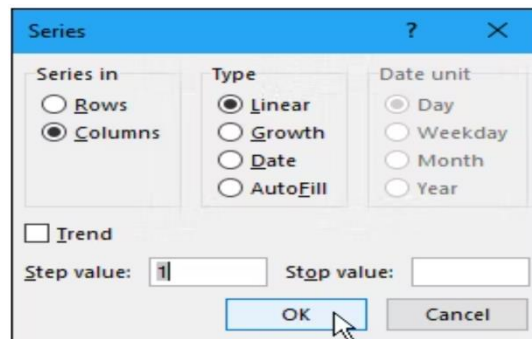 Series ?
Series in Type Date unit
Rows Linear Day
Columns Growth Weekday
Date Month
AutoFill Year
Trend
Step value: 1 Stop value:
OK Cancel